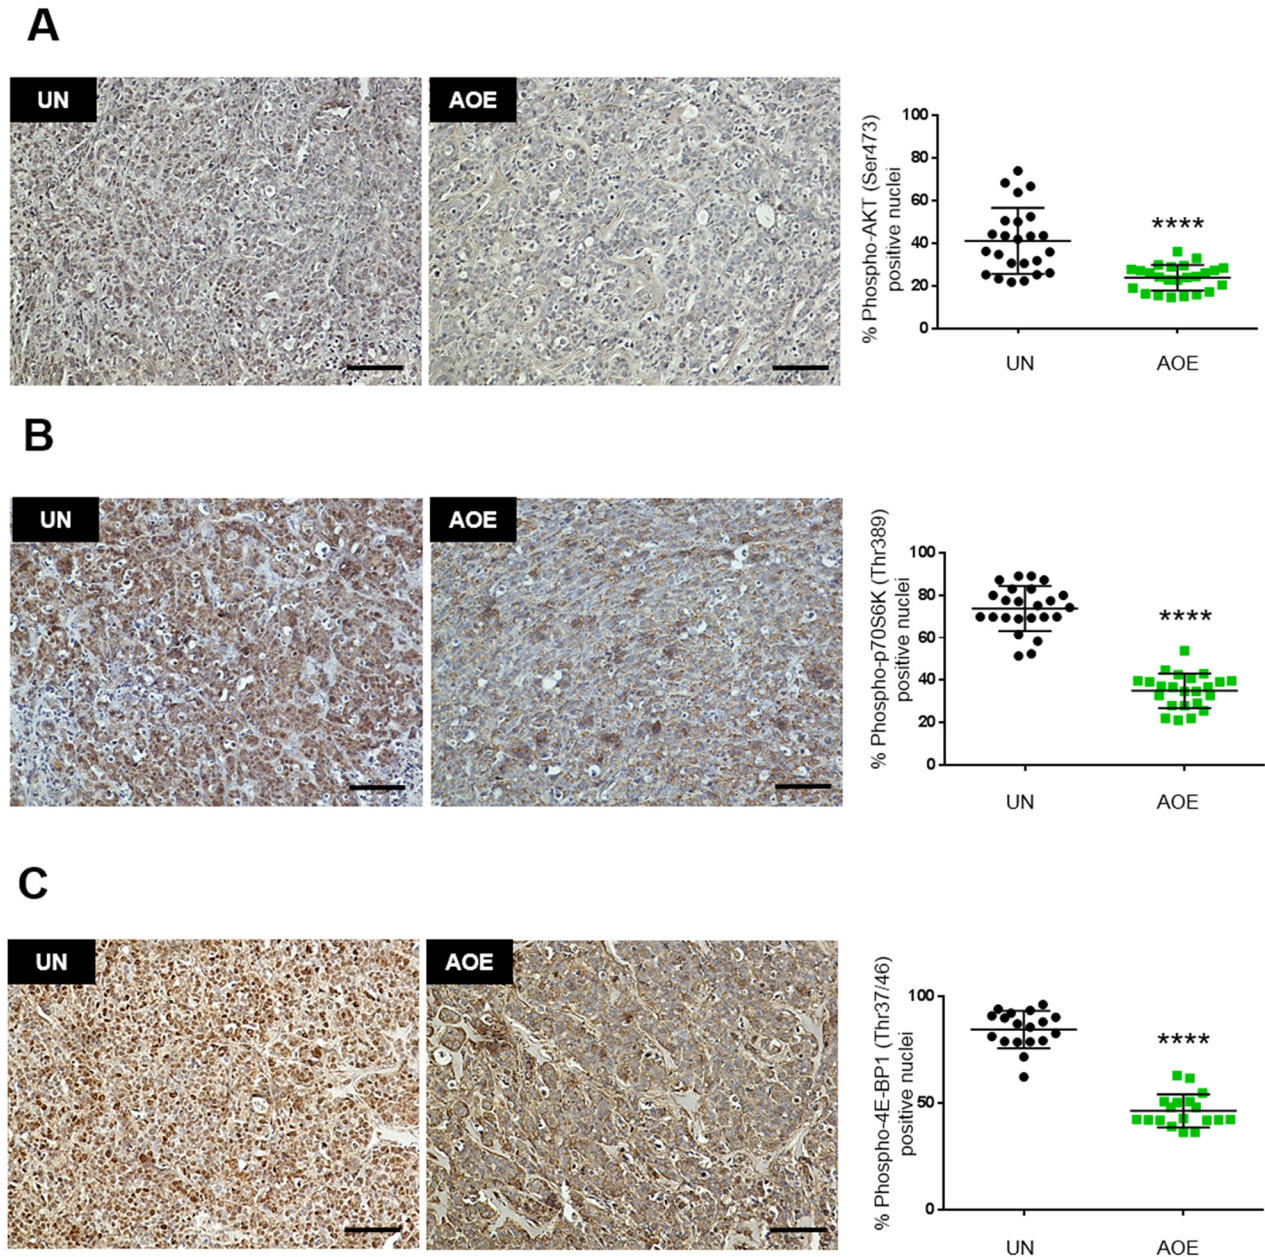 A
UN
AOE
% Phospho-AKT (Ser473)
positive nuclei
100
80
60
40
20
0
****
UN
AOE
B
UN
AOE
% Phospho-p70S6K (Thr389)
positive nuclei
100
80
60
40
20
0
****
UN
AOE
C
UN
AOE
% Phospho-4E-BP1 (Thr37/46)
positive nuclei
100
50
0
****
UN
AOE